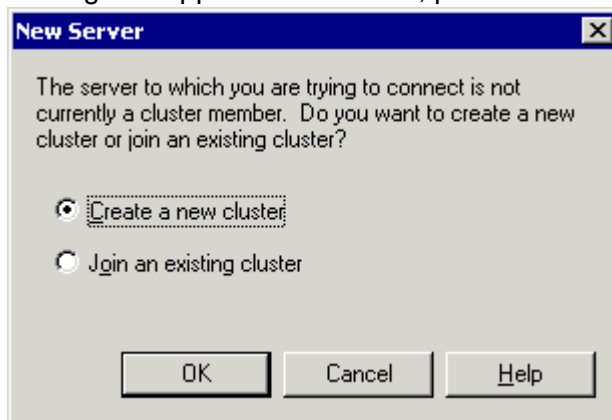 New Server
The server to which you are trying to connect is not
currently a cluster member. Do you want to create a new
cluster or join an existing cluster?
Create a new cluster
Join an existing cluster
OK Cancel Help